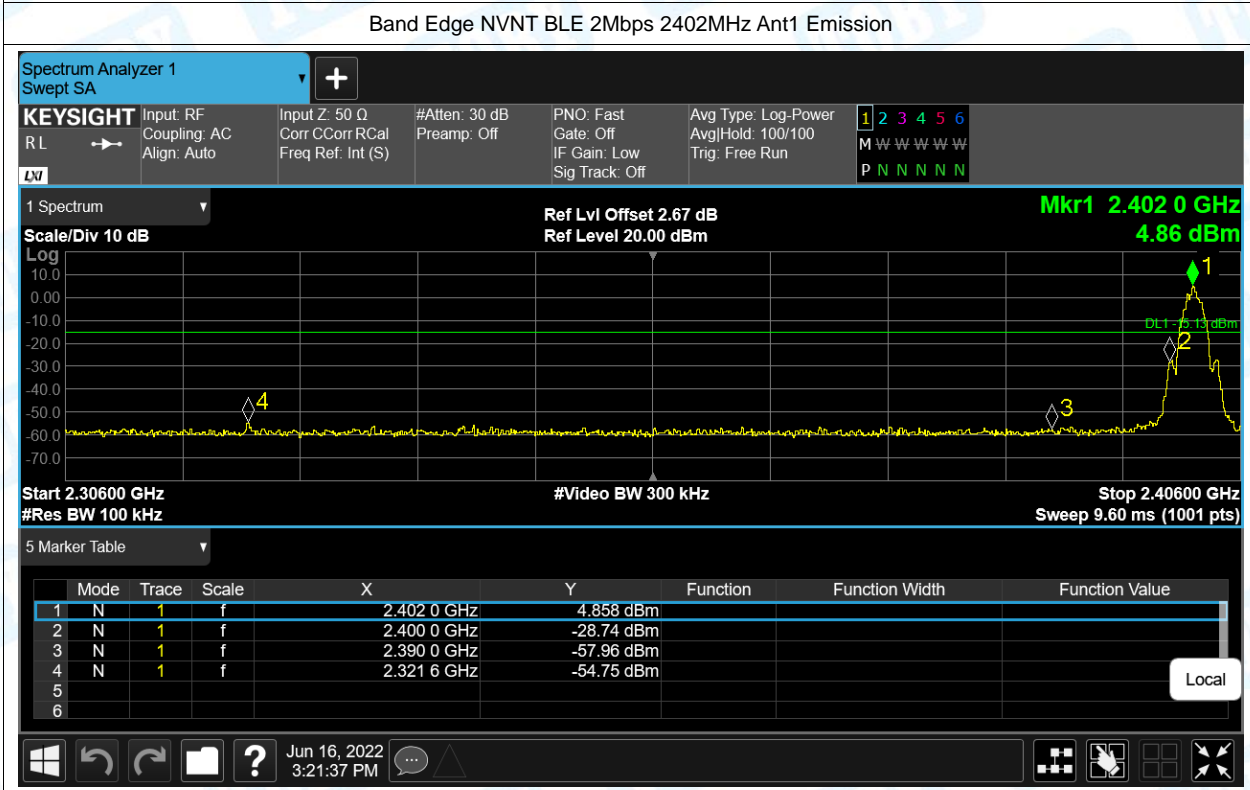 Band Edge NVNT BLE 2Mbps 2402MHz Ant1 Emission
Spectrum Analyzer 1
Swept SA
KEYSIGHT
RL
LXI
Input: RF
Coupling: AC
Align: Auto
Input Z: 50 Ω
Corr CCorr RCal
Freq Ref: Int (S)
#Atten: 30 dB
Preamp: Off
PNO: Fast
Gate: Off
IF Gain: Low
Sig Track: Off
Avg Type: Log-Power
Avg|Hold: 100/100
Trig: Free Run
1 2 3 4 5 6
M W W W W W
P N N N N N
1 Spectrum
Scale/Div 10 dB
Ref Lvl Offset 2.67 dB
Ref Level 20.00 dBm
Mkr1 2.402 0 GHz
4.86 dBm
Log
10.0
0.00
-10.0
-20.0
-30.0
-40.0
-50.0
-60.0
-70.0
1
DL1 -15.13 dBm
2
4
3
Start 2.30600 GHz
#Video BW 300 kHz
Stop 2.40600 GHz
#Res BW 100 kHz
Sweep 9.60 ms (1001 pts)
5 Marker Table
Mode Trace Scale X Y Function Function Width Function Value
1 N 1 f 2.402 0 GHz 4.858 dBm
2 N 1 f 2.400 0 GHz -28.74 dBm
3 N 1 f 2.390 0 GHz -57.96 dBm
4 N 1 f 2.321 6 GHz -54.75 dBm
5
6
Local
?
Jun 16, 2022
3:21:37 PM